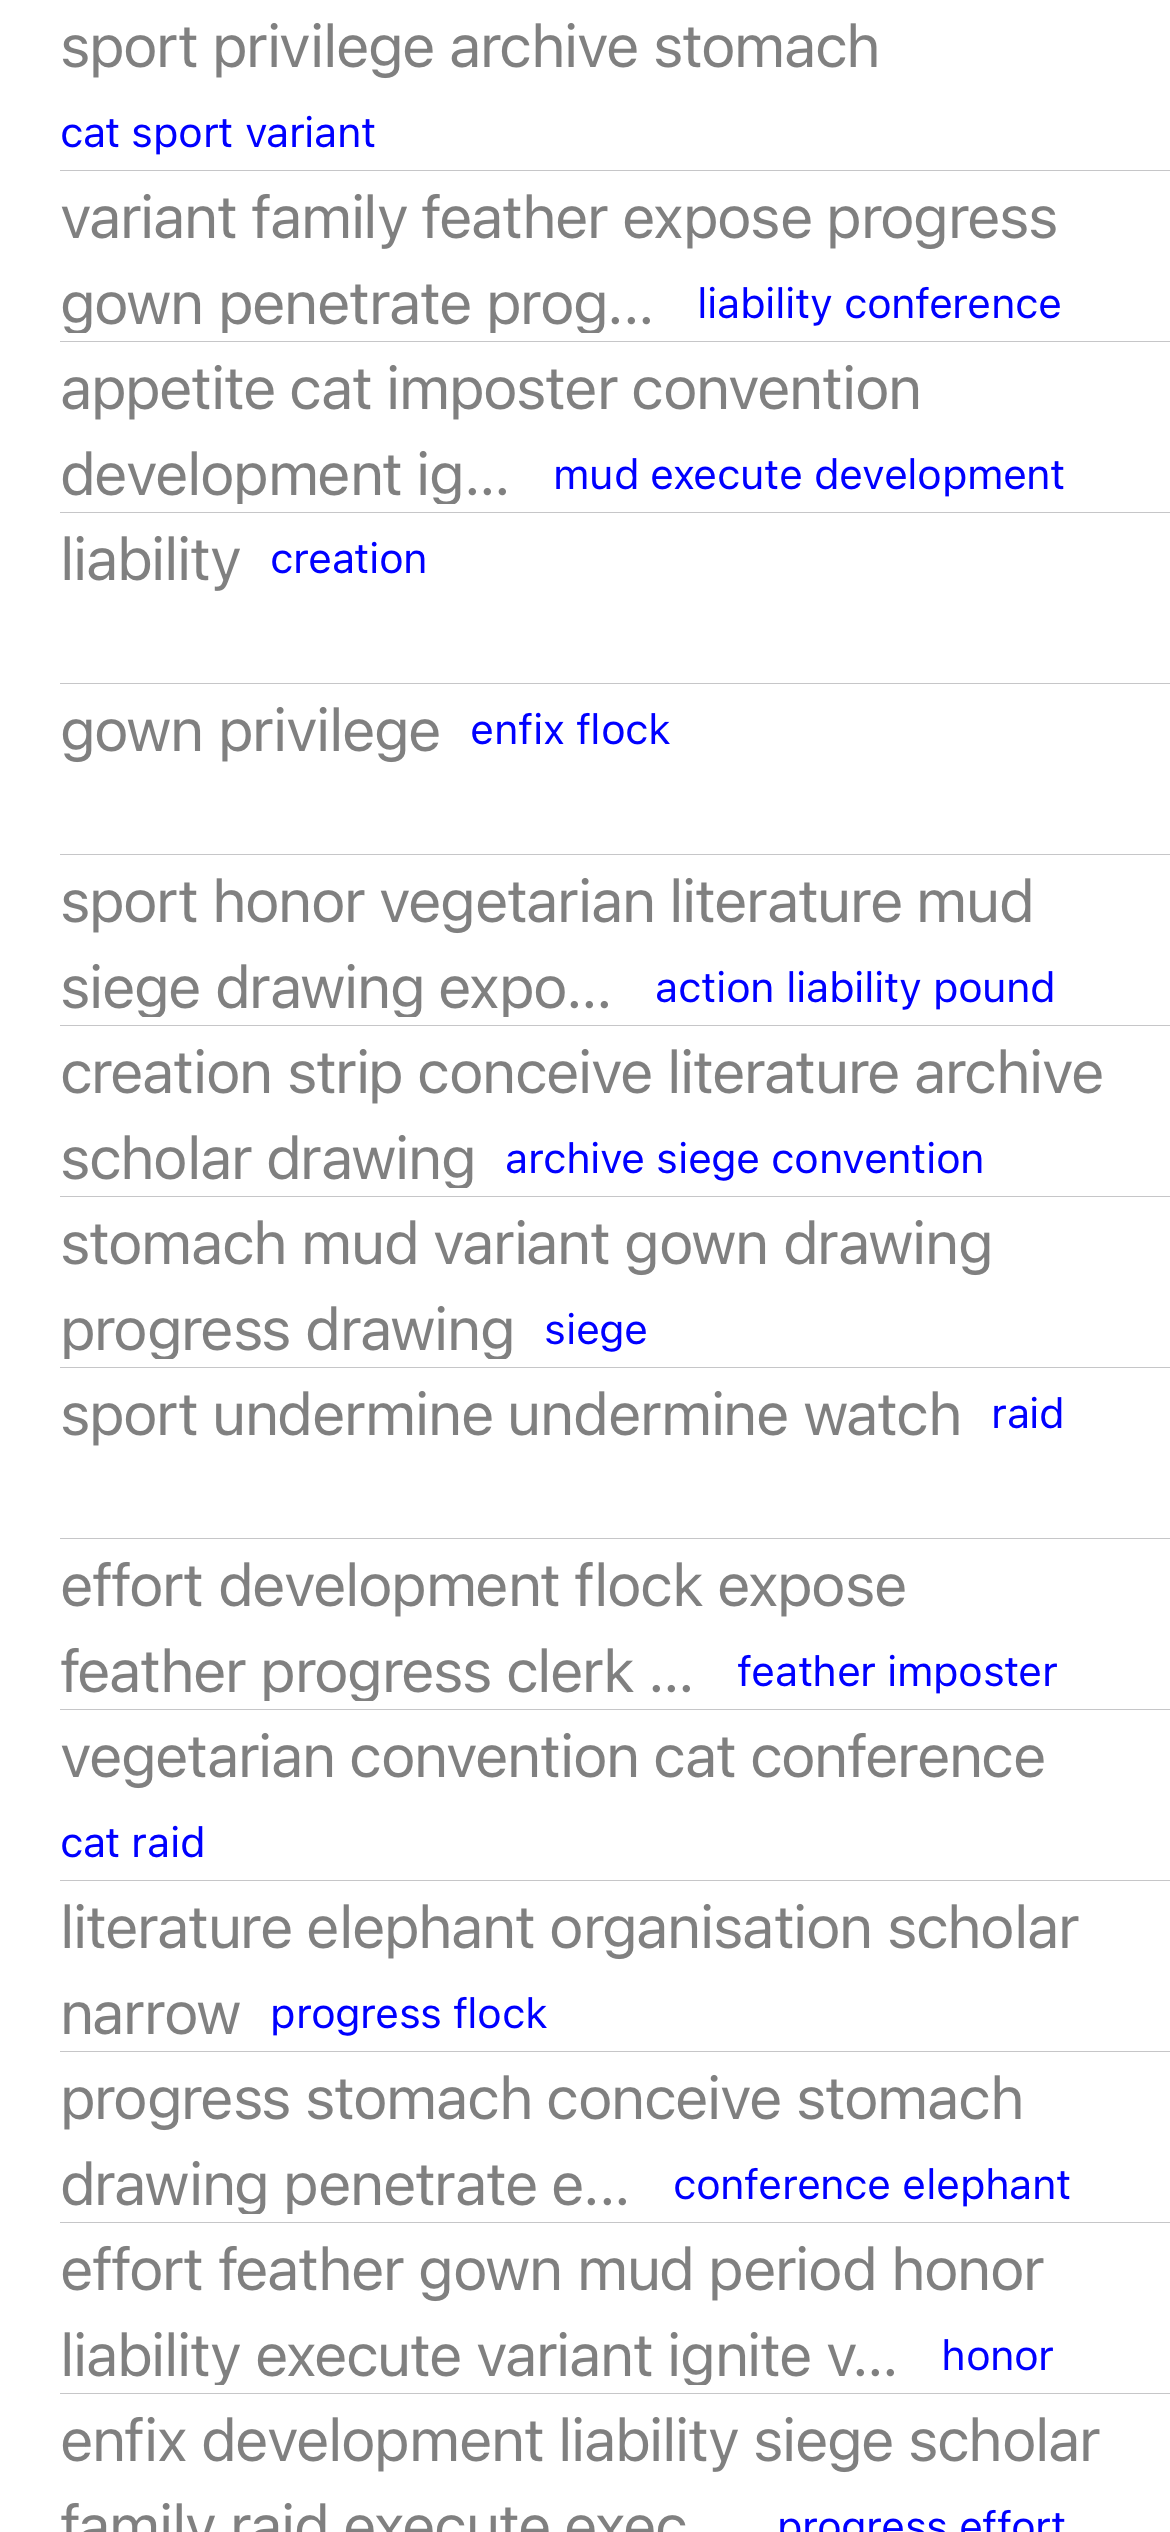 sport privilege archive stomach
cat sport variant
variant family feather expose progress
gown penetrate prog... liability conference
appetite cat imposter convention
development ig... mud execute development
liability creation
gown privilege enfix flock
sport honor vegetarian literature mud
siege drawing expo... action liability pound
creation strip conceive literature archive
scholar drawing archive siege convention
stomach mud variant gown drawing
progress drawing siege
sport undermine undermine watch raid
effort development flock expose
feather progress clerk ... feather imposter
vegetarian convention cat conference
cat raid
literature elephant organisation scholar
narrow progress flock
progress stomach conceive stomach
drawing penetrate e... conference elephant
effort feather gown mud period honor
liability execute variant ignite v... honor
enfix development liability siege scholar
family raid execute exec... progress effort